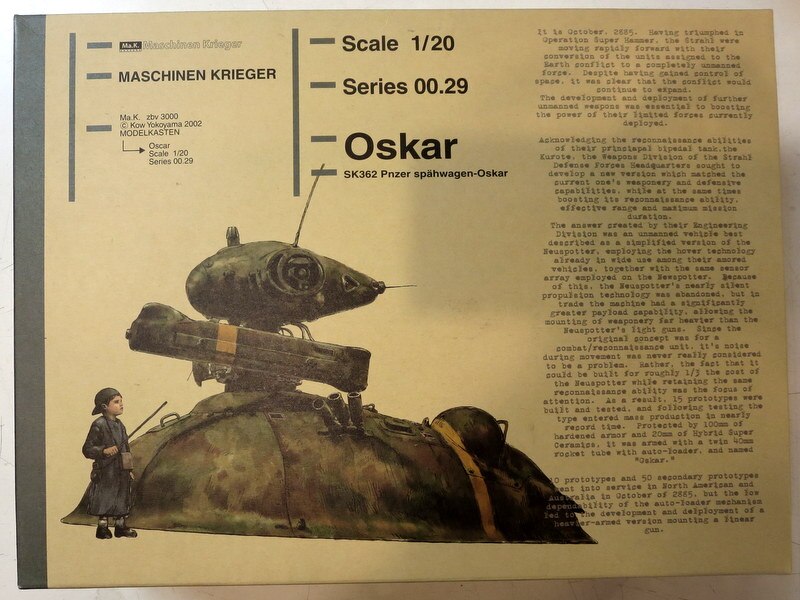 Ma.K. Maschinen Krieger
MASCHINEN KRIEGER
Ma.K. zbv 3000
© Kow Yokoyama 2002
MODELKASTEN
Oscar
Scale 1/20
Series 00.29
Scale 1/20
Series 00.29
Oskar
SK362 Pnzer spähwagen-Oskar
It is October, 2885. Having triumphed in
Operation Super Hammer, the Strahl were
moving rapidly forward with their
conversion of the units assigned to the
Earth conflict to a completely unmanned
force. Despite having gained control of
space, it was clear that the conflict would
continue to expand.
The development and deployment of further
unmanned weapons was essential to boosting
the power of their limited forces currently
deployed.
Acknowledging the reconnaissance abilities
of their principal bipedal tank, the
Kurote, the Weapons Division of the Strahl
Defense Forces Headquarters sought to
develop a new version which matched the
current one's weaponery and defensive
capabilities, while at the same times
boosting its reconnaissance ability,
effective range and maximum mission
duration.
The answer created by their Engineering
Division was an unmanned vehicle best
described as a simplified version of the
Neuspotter, employing the hover technology
already in wide use among their amored
vehicles, together with the same sensor
array employed on the Newspotter. Because
of this, the Neuspotter's nearly silent
propulsion technology was abandoned, but in
trade the machine had a significantly
greater payload capability, allowing the
mounting of weaponry far heavier than the
Neuspotter's light guns. Since the
original concept was for a
combat/reconnaissance unit, it's noise
during movement was never really considered
to be a problem. Rather, the fact that it
could be built for roughly 1/3 the cost of
the Neuspotter while retaining the same
reconnaissance ability was the focus of
attention. As a result, 15 prototypes were
built and tested, and following testing the
type entered mass production in nearly
record time. Protected by 100mm of
hardened armor and 20mm of Hybrid Super
Ceramics, it was armed with a twin 40mm
rocket tube with auto-loader, and named
"Oskar."
prototypes and 50 secondary prototypes
went into service in North American and
Australia in October of 2885, but the low
dependability of the auto-loader mechanism
led to the development and delployment of a
heavier-armed version mounting a linear
gun.